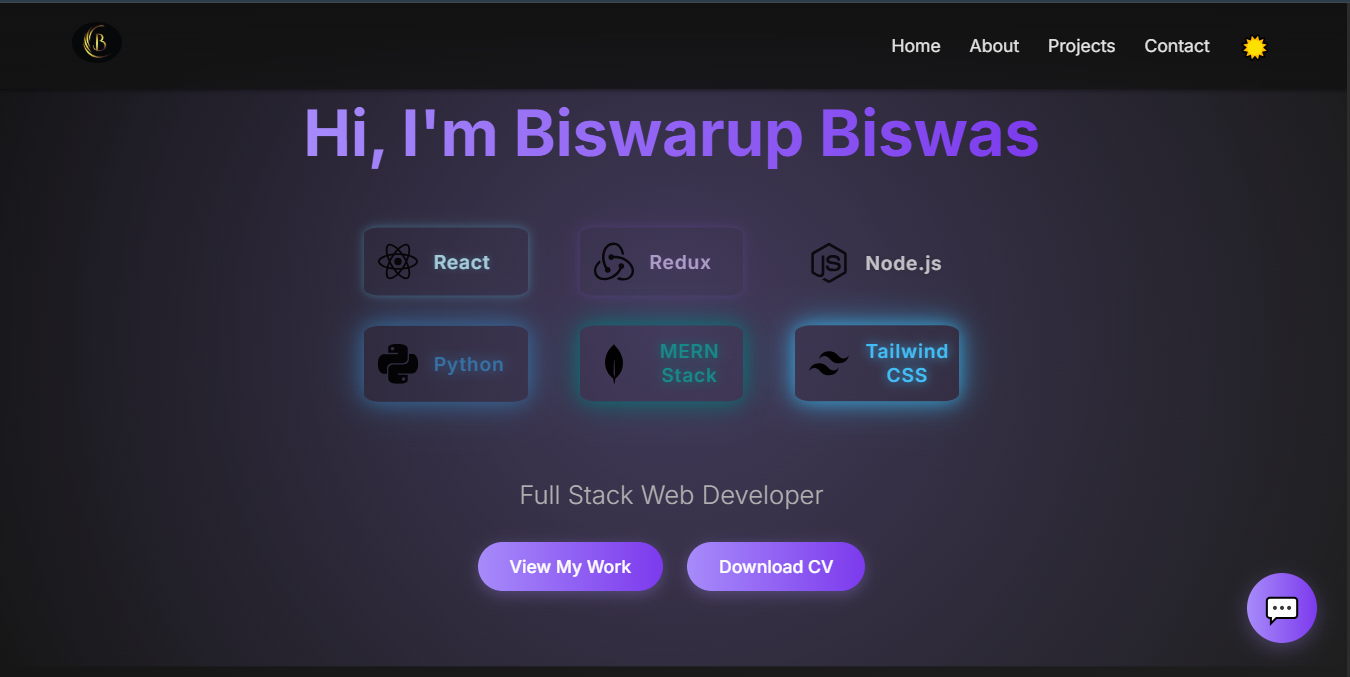 B
Home About Projects Contact
Hi, I'm Biswarup Biswas
React
Redux
JS
Node.js
Python
MERN
Stack
Tailwind
CSS
Full Stack Web Developer
View My Work
Download CV